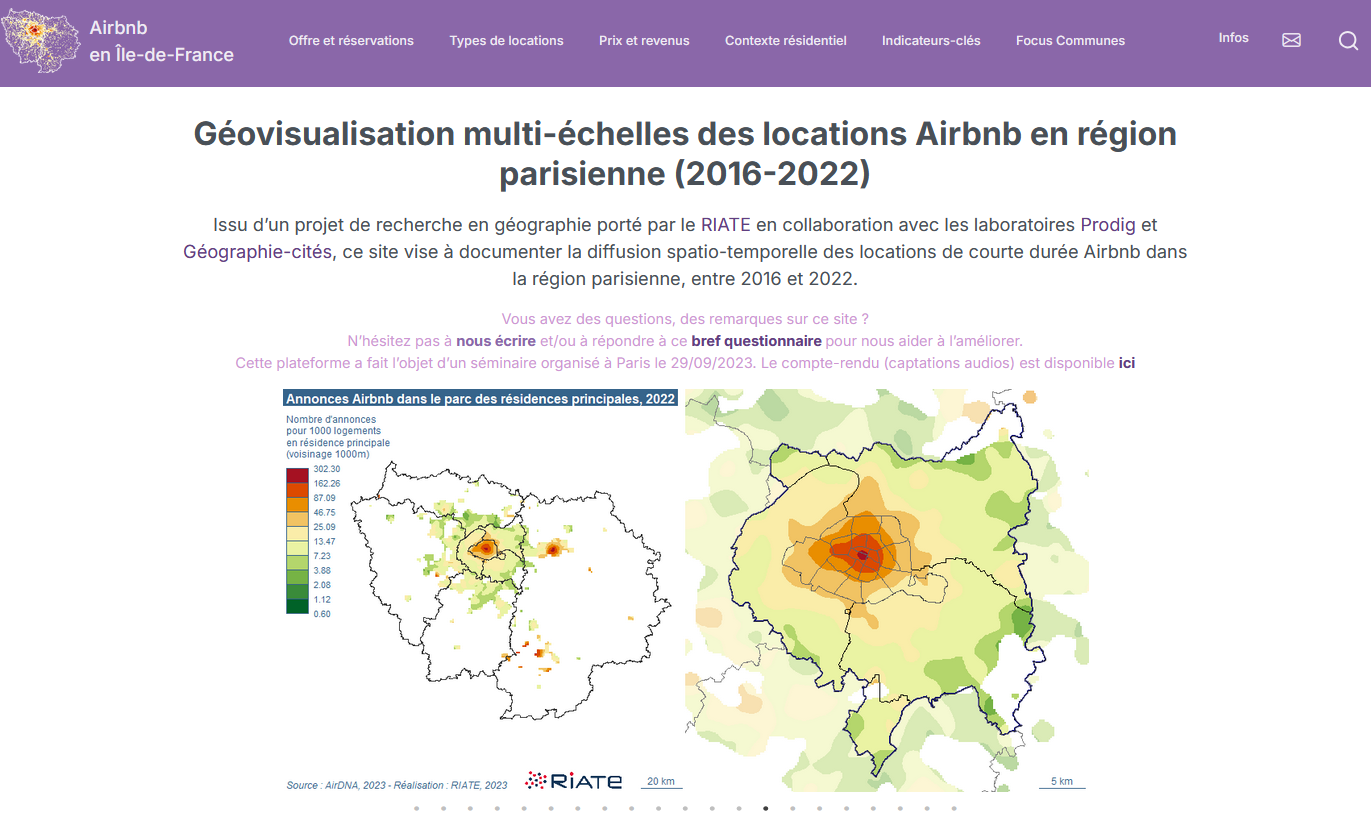 Airbnb
en Île-de-France
Offre et réservations
Types de locations
Prix et revenus
Contexte résidentiel
Indicateurs-clés
Focus Communes
Infos
Géovisualisation multi-échelles des locations Airbnb en région
parisienne (2016-2022)
Issu d’un projet de recherche en géographie porté par le RIATE en collaboration avec les laboratoires Prodig et
Géographie-cités, ce site vise à documenter la diffusion spatio-temporelle des locations de courte durée Airbnb dans
la région parisienne, entre 2016 et 2022.
Vous avez des questions, des remarques sur ce site ?
N’hésitez pas à nous écrire et/ou à répondre à ce bref questionnaire pour nous aider à l’améliorer.
Cette plateforme a fait l’objet d’un séminaire organisé à Paris le 29/09/2023. Le compte-rendu (captations audios) est disponible ici
Annonces Airbnb dans le parc des résidences principales, 2022
Nombre d'annonces
pour 1000 logements
en résidence principale
(voisinage 1000m)
302.30
162.26
87.09
46.75
25.09
13.47
7.23
3.88
2.08
1.12
0.60
Source : AirDNA, 2023 - Réalisation : RIATE, 2023
RIATE
20 km
5 km